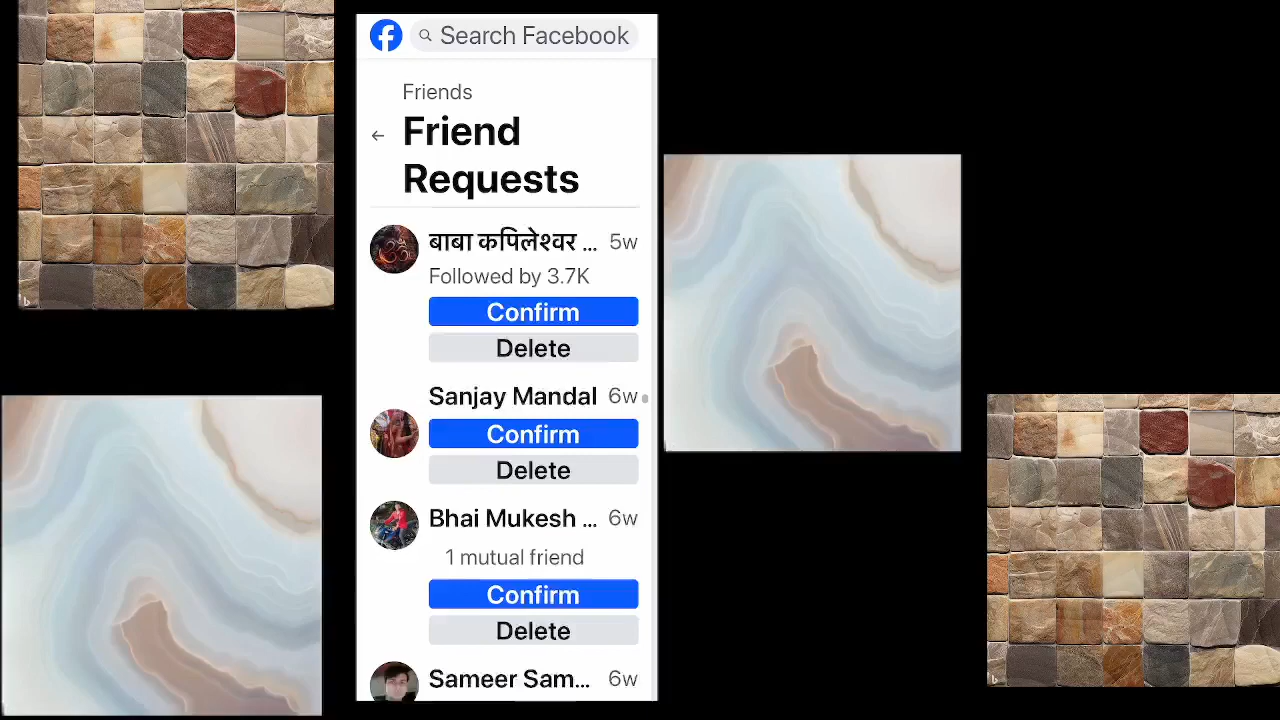 Search Facebook
Friends
Friend
Requests
बाबा कपिलेश्वर ... 5w
Followed by 3.7K
Confirm
Delete
Sanjay Mandal 6w
Confirm
Delete
Bhai Mukesh ... 6w
1 mutual friend
Confirm
Delete
Sameer Sam... 6w